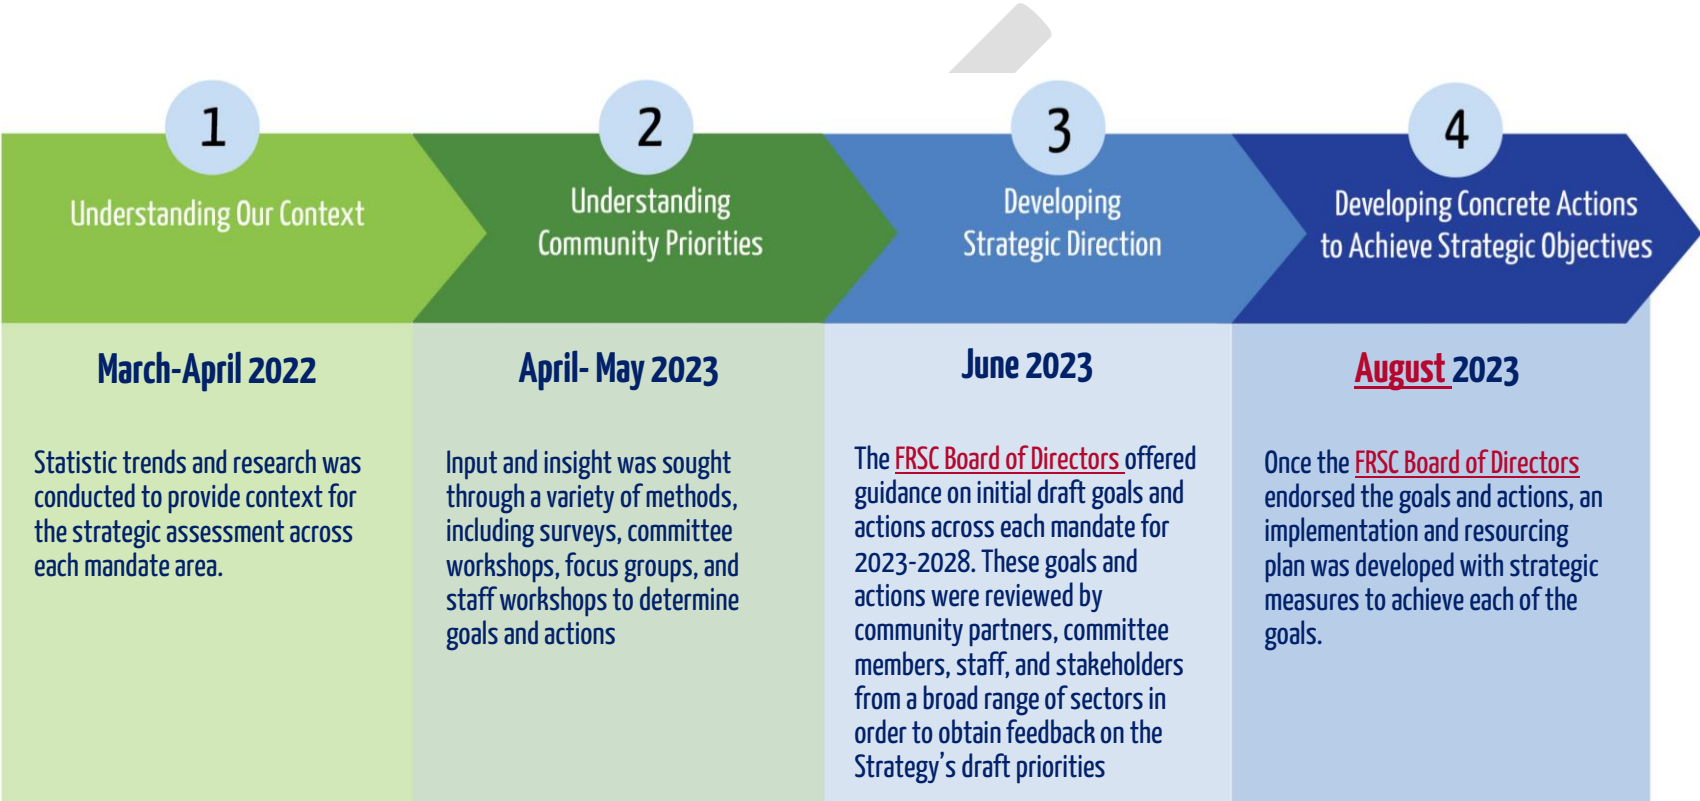 1
Understanding Our Context
March-April 2022
Statistic trends and research was
conducted to provide context for
the strategic assessment across
each mandate area.
2
Understanding
Community Priorities
April- May 2023
Input and insight was sought
through a variety of methods,
including surveys, committee
workshops, focus groups, and
staff workshops to determine
goals and actions
3
Developing
Strategic Direction
June 2023
The FRSC Board of Directors offered
guidance on initial draft goals and
actions across each mandate for
2023-2028. These goals and
actions were reviewed by
community partners, committee
members, staff, and stakeholders
from a broad range of sectors in
order to obtain feedback on the
Strategy’s draft priorities
4
Developing Concrete Actions
to Achieve Strategic Objectives
August 2023
Once the FRSC Board of Directors
endorsed the goals and actions, an
implementation and resourcing
plan was developed with strategic
measures to achieve each of the
goals.